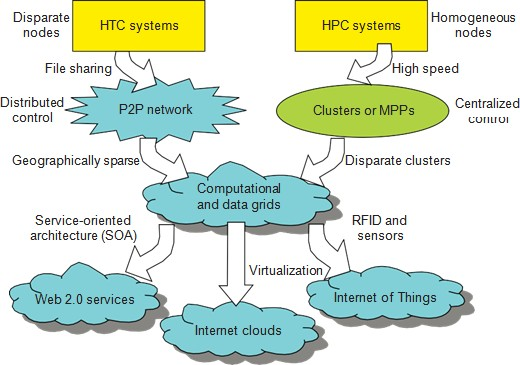 Disparate
nodes
HTC systems
HPC systems
Homogeneous
nodes
File sharing
High speed
Distributed
control
P2P network
Clusters or MPPs
Centralized
control
Geographically sparse
Disparate clusters
Computational
and data grids
Service-oriented
architecture (SOA)
RFID and
sensors
Virtualization
Web 2.0 services
Internet of Things
Internet clouds